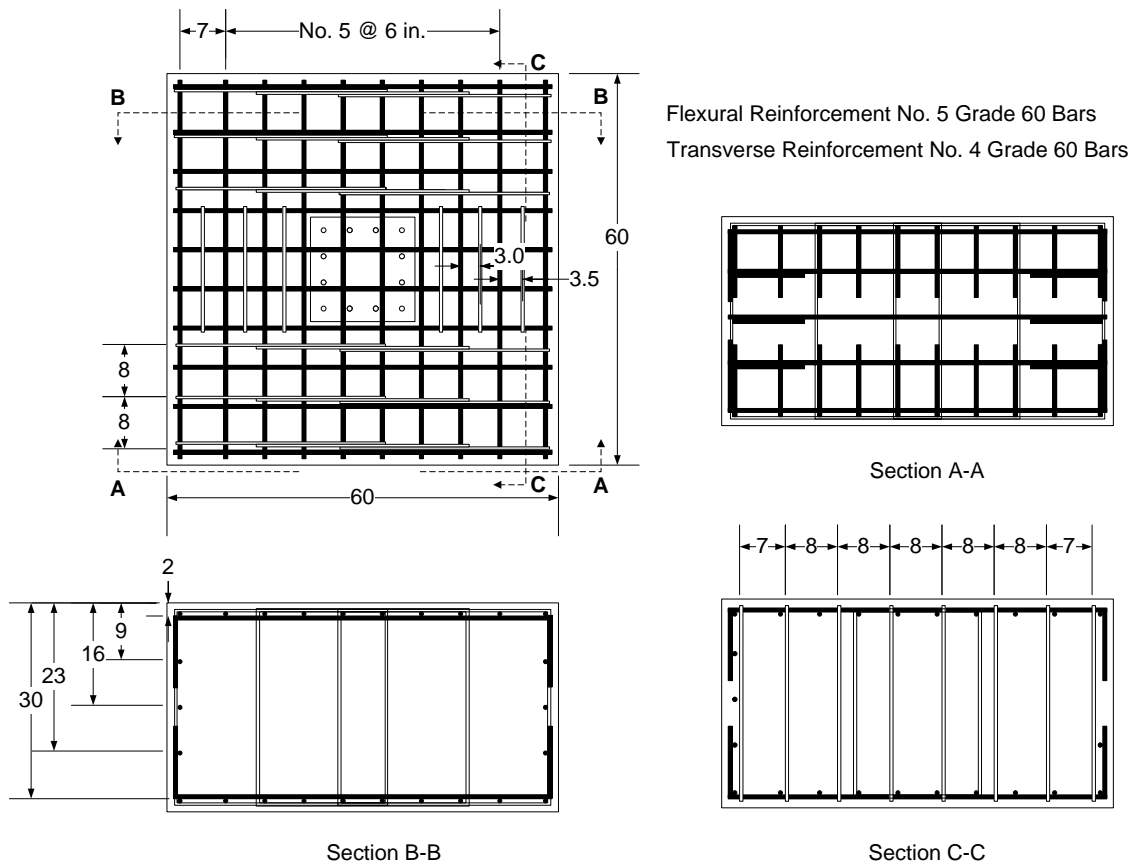 7
No. 5 @ 6 in.
C
B
B
Flexural Reinforcement No. 5 Grade 60 Bars
Transverse Reinforcement No. 4 Grade 60 Bars
60
3.0
3.5
8
8
A
C
A
60
Section A-A
2
9
16
23
30
Section B-B
7
8
8
8
8
8
7
Section C-C